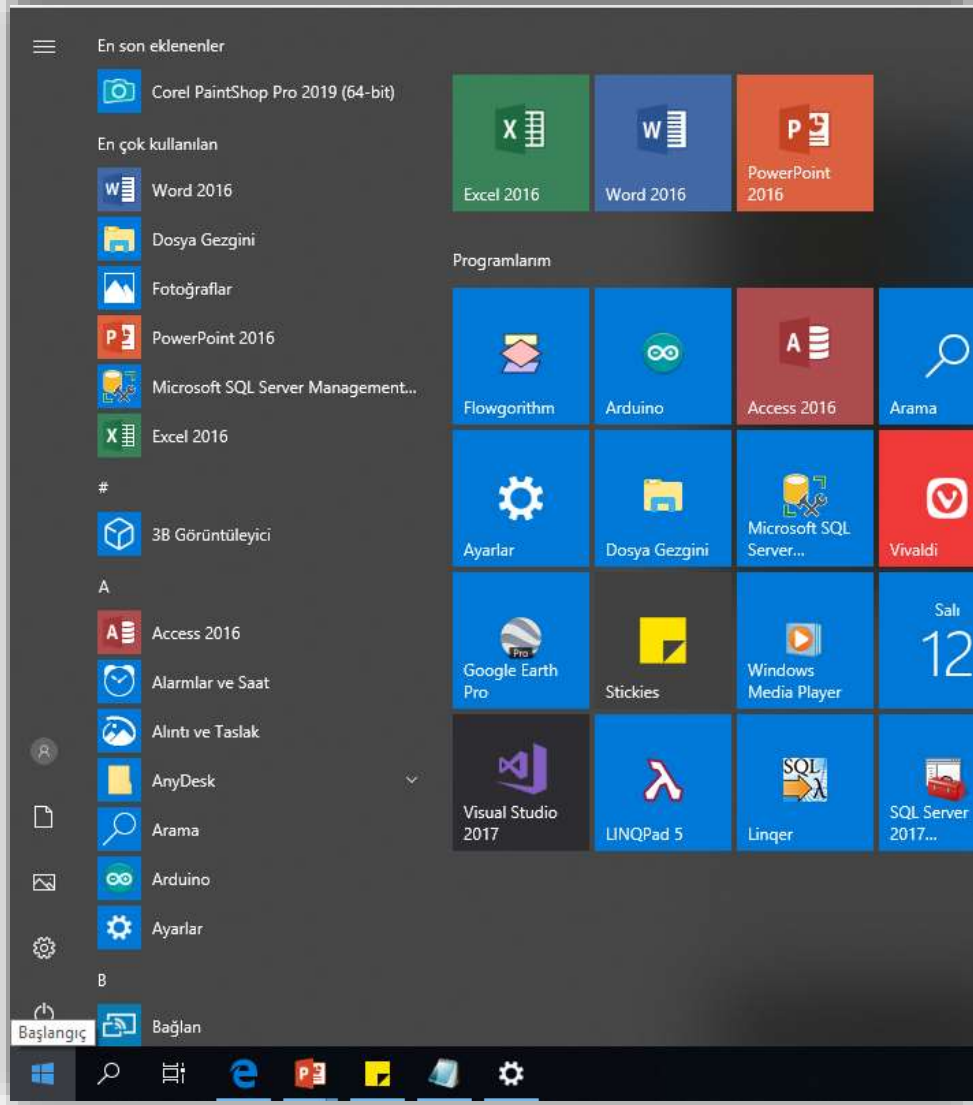 En son eklenenler
Corel PaintShop Pro 2019 (64-bit)
En çok kullanılan
Word 2016
Dosya Gezgini
Fotoğraflar
PowerPoint 2016
Microsoft SQL Server Management...
Excel 2016
#
3B Görüntüleyici
A
Access 2016
Alarmlar ve Saat
Alıntı ve Taslak
AnyDesk
Arama
Arduino
Ayarlar
B
Bağlan
Başlangıç
Excel 2016
Word 2016
PowerPoint
2016
Programlarım
Flowgorithm
Arduino
Access 2016
Arama
Ayarlar
Dosya Gezgini
Microsoft SQL
Server...
Vivaldi
Pro
Google Earth
Pro
Stickies
Windows
Media Player
Salı
12
Visual Studio
2017
LINQPad 5
SQL
λ
Linqer
SQL Server
2017...